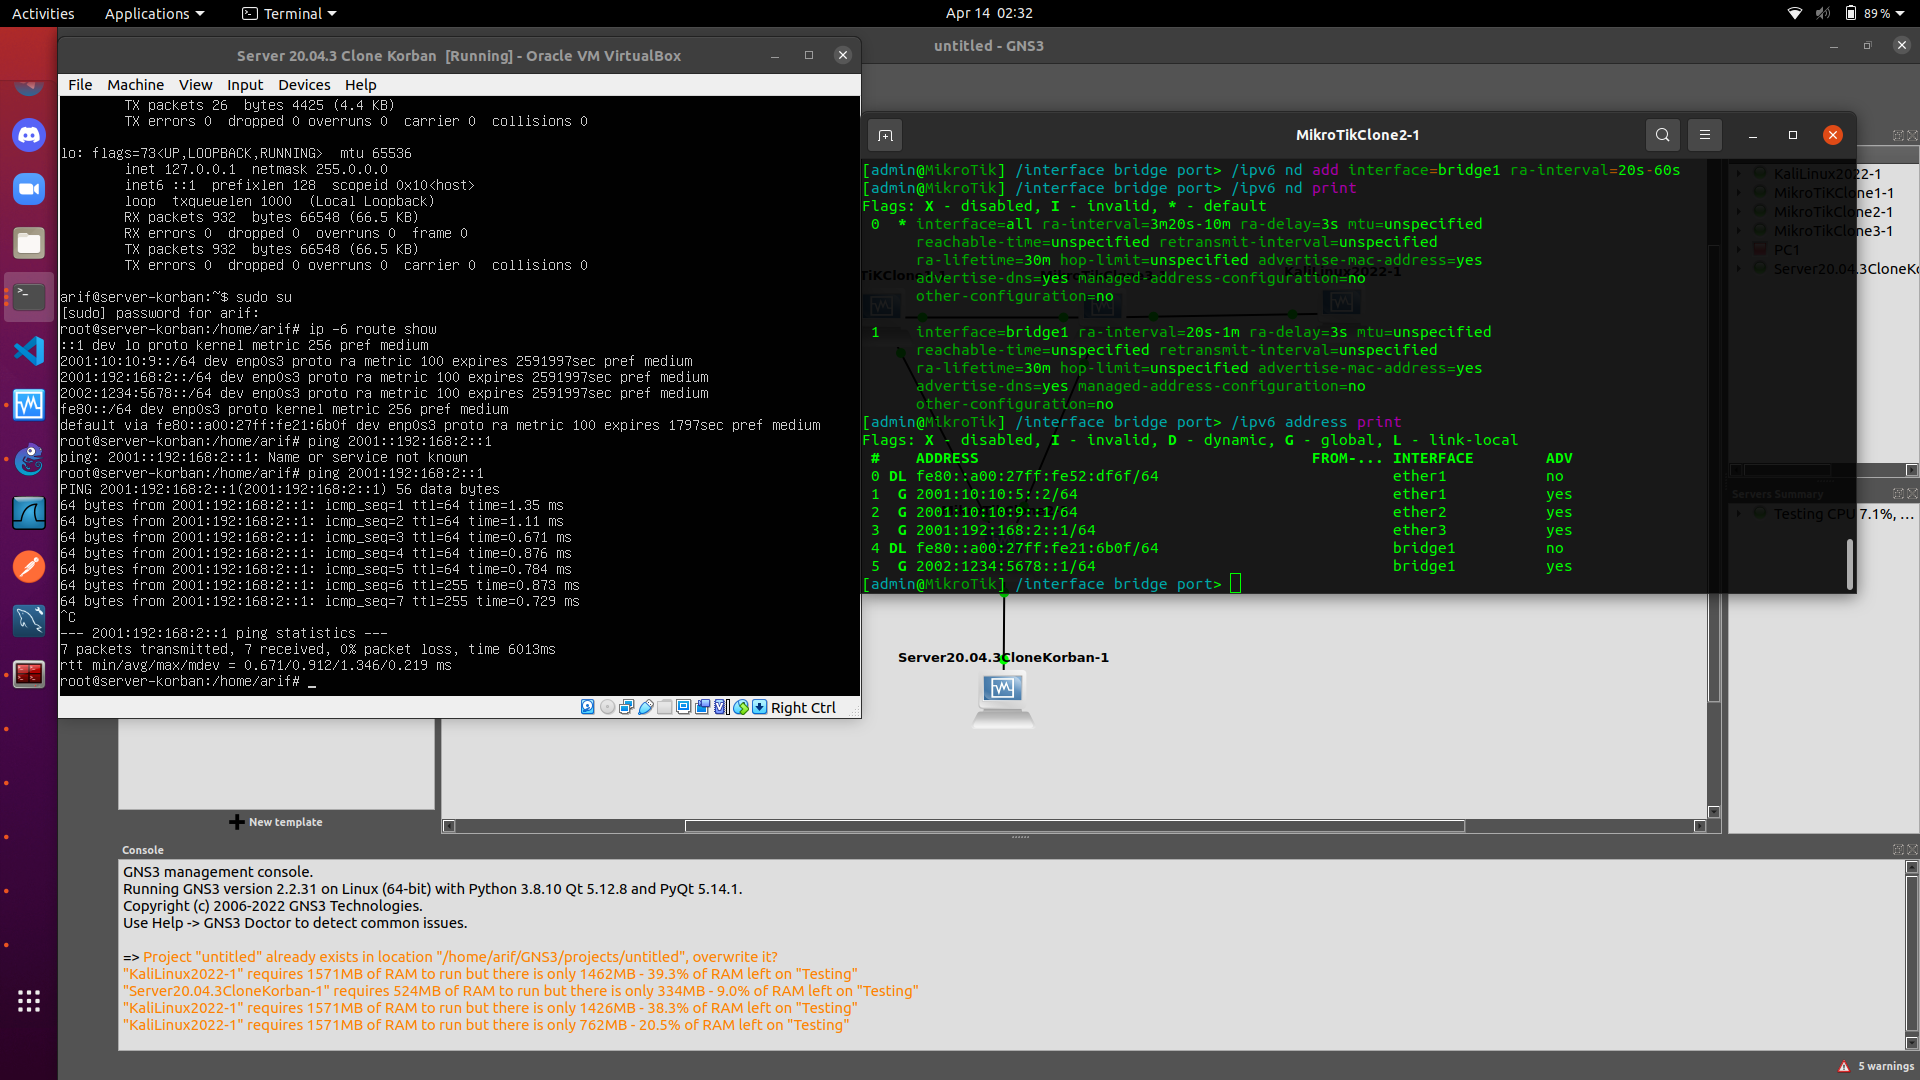 Activities
Applications
Terminal
Apr 14  02:32
89 %
Server 20.04.3 Clone Korban  [Running] - Oracle VM VirtualBox
File
Machine
View
Input
Devices
Help
        TX packets 26  bytes 4425 (4.4 KB)
        TX errors 0  dropped 0 overruns 0  carrier 0  collisions 0
lo: flags=73<UP,LOOPBACK,RUNNING>  mtu 65536
        inet 127.0.0.1  netmask 255.0.0.0
        inet6 ::1  prefixlen 128  scopeid 0x10<host>
        loop  txqueuelen 1000  (Local Loopback)
        RX packets 932  bytes 66548 (66.5 KB)
        RX errors 0  dropped 0  overruns 0  frame 0
        TX packets 932  bytes 66548 (66.5 KB)
        TX errors 0  dropped 0 overruns 0  carrier 0  collisions 0
arif@server-korban:~$ sudo su
[sudo] password for arif:
root@server-korban:/home/arif# ip -6 route show
::1 dev lo proto kernel metric 256 pref medium
2001:10:10:9::/64 dev enp0s3 proto ra metric 100 expires 2591997sec pref medium
2001:192:168:2::/64 dev enp0s3 proto ra metric 100 expires 2591997sec pref medium
2002:1234:5678::/64 dev enp0s3 proto ra metric 100 expires 2591997sec pref medium
fe80::/64 dev enp0s3 proto kernel metric 256 pref medium
default via fe80::a00:27ff:fe21:6b0f dev enp0s3 proto ra metric 100 expires 1797sec pref medium
root@server-korban:/home/arif# ping 2001::192:168:2::1
ping: 2001::192:168:2::1: Name or service not known
root@server-korban:/home/arif# ping 2001:192:168:2::1
PING 2001:192:168:2::1(2001:192:168:2::1) 56 data bytes
64 bytes from 2001:192:168:2::1: icmp_seq=1 ttl=64 time=1.35 ms
64 bytes from 2001:192:168:2::1: icmp_seq=2 ttl=64 time=1.11 ms
64 bytes from 2001:192:168:2::1: icmp_seq=3 ttl=64 time=0.671 ms
64 bytes from 2001:192:168:2::1: icmp_seq=4 ttl=64 time=0.876 ms
64 bytes from 2001:192:168:2::1: icmp_seq=5 ttl=64 time=0.784 ms
64 bytes from 2001:192:168:2::1: icmp_seq=6 ttl=255 time=0.873 ms
64 bytes from 2001:192:168:2::1: icmp_seq=7 ttl=255 time=0.729 ms
^C
--- 2001:192:168:2::1 ping statistics ---
7 packets transmitted, 7 received, 0% packet loss, time 6013ms
rtt min/avg/max/mdev = 0.671/0.912/1.346/0.219 ms
root@server-korban:/home/arif# _
Right Ctrl
untitled - GNS3
MikroTikClone2-1
[admin@MikroTik] /interface bridge port> /ipv6 nd add interface=bridge1 ra-interval=20s-60s
[admin@MikroTik] /interface bridge port> /ipv6 nd print
Flags: X - disabled, I - invalid, * - default
 0  * interface=all ra-interval=3m20s-10m ra-delay=3s mtu=unspecified
      reachable-time=unspecified retransmit-interval=unspecified
      ra-lifetime=30m hop-limit=unspecified advertise-mac-address=yes
      advertise-dns=yes managed-address-configuration=no
      other-configuration=no
 1    interface=bridge1 ra-interval=20s-1m ra-delay=3s mtu=unspecified
      reachable-time=unspecified retransmit-interval=unspecified
      ra-lifetime=30m hop-limit=unspecified advertise-mac-address=yes
      advertise-dns=yes managed-address-configuration=no
      other-configuration=no
[admin@MikroTik] /interface bridge port> /ipv6 address print
Flags: X - disabled, I - invalid, D - dynamic, G - global, L - link-local
 #    ADDRESS                                     FROM-... INTERFACE        ADV
 0 DL fe80::a00:27ff:fe52:df6f/64                          ether1           no
 1  G 2001:10:10:5::2/64                                   ether1           yes
 2  G 2001:10:10:9::1/64                                   ether2           yes
 3  G 2001:192:168:2::1/64                                 ether3           yes
 4 DL fe80::a00:27ff:fe21:6b0f/64                          bridge1          no
 5  G 2002:1234:5678::1/64                                 bridge1          yes
[admin@MikroTik] /interface bridge port>
KaliLinux2022-1
MikroTiKClone1-1
MikroTikClone2-1
MikroTikClone3-1
PC1
Server20.04.3CloneKo
Servers Summary
Testing CPU 7.1%, ...
Server20.04.3CloneKorban-1
New template
Console
GNS3 management console.
Running GNS3 version 2.2.31 on Linux (64-bit) with Python 3.8.10 Qt 5.12.8 and PyQt 5.14.1.
Copyright (c) 2006-2022 GNS3 Technologies.
Use Help -> GNS3 Doctor to detect common issues.
=> Project "untitled" already exists in location "/home/arif/GNS3/projects/untitled", overwrite it?
"KaliLinux2022-1" requires 1571MB of RAM to run but there is only 1462MB - 39.3% of RAM left on "Testing"
"Server20.04.3CloneKorban-1" requires 524MB of RAM to run but there is only 334MB - 9.0% of RAM left on "Testing"
"KaliLinux2022-1" requires 1571MB of RAM to run but there is only 1426MB - 38.3% of RAM left on "Testing"
"KaliLinux2022-1" requires 1571MB of RAM to run but there is only 762MB - 20.5% of RAM left on "Testing"
5 warnings